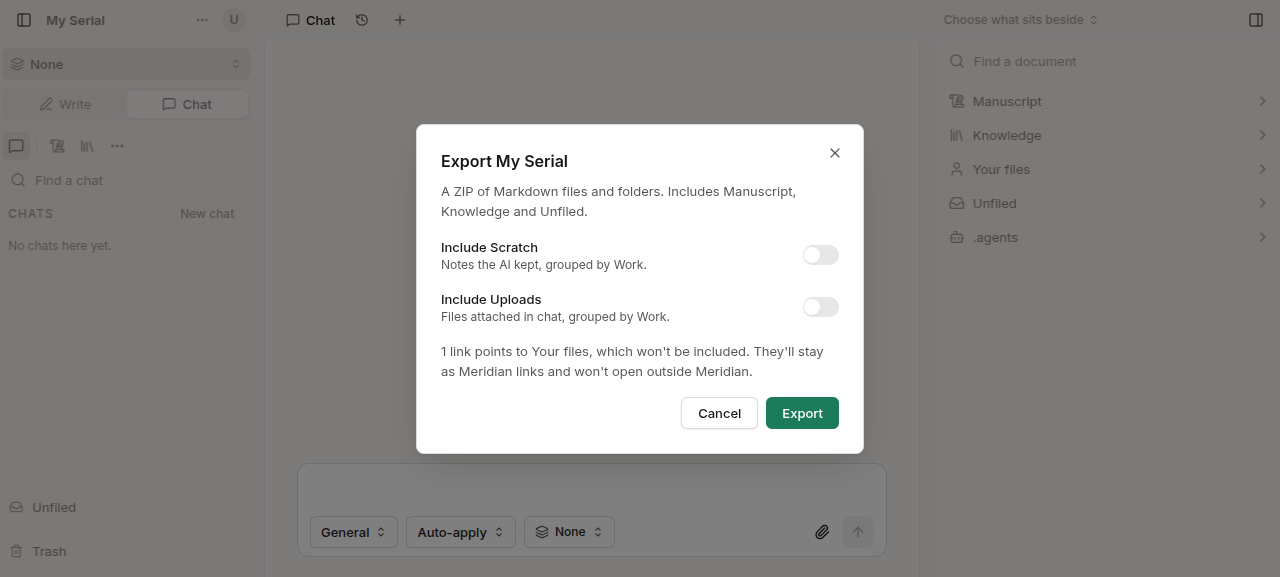 My Serial
U
None
Write
Chat
Find a chat
CHATS
New chat
No chats here yet.
Unfiled
Trash
Chat
Choose what sits beside
Find a document
Manuscript
Knowledge
Your files
Unfiled
.agents
Export My Serial
A ZIP of Markdown files and folders. Includes Manuscript,
Knowledge and Unfiled.
Include Scratch
Notes the AI kept, grouped by Work.
Include Uploads
Files attached in chat, grouped by Work.
1 link points to Your files, which won't be included. They'll stay
as Meridian links and won't open outside Meridian.
Cancel
Export
General
Auto-apply
None